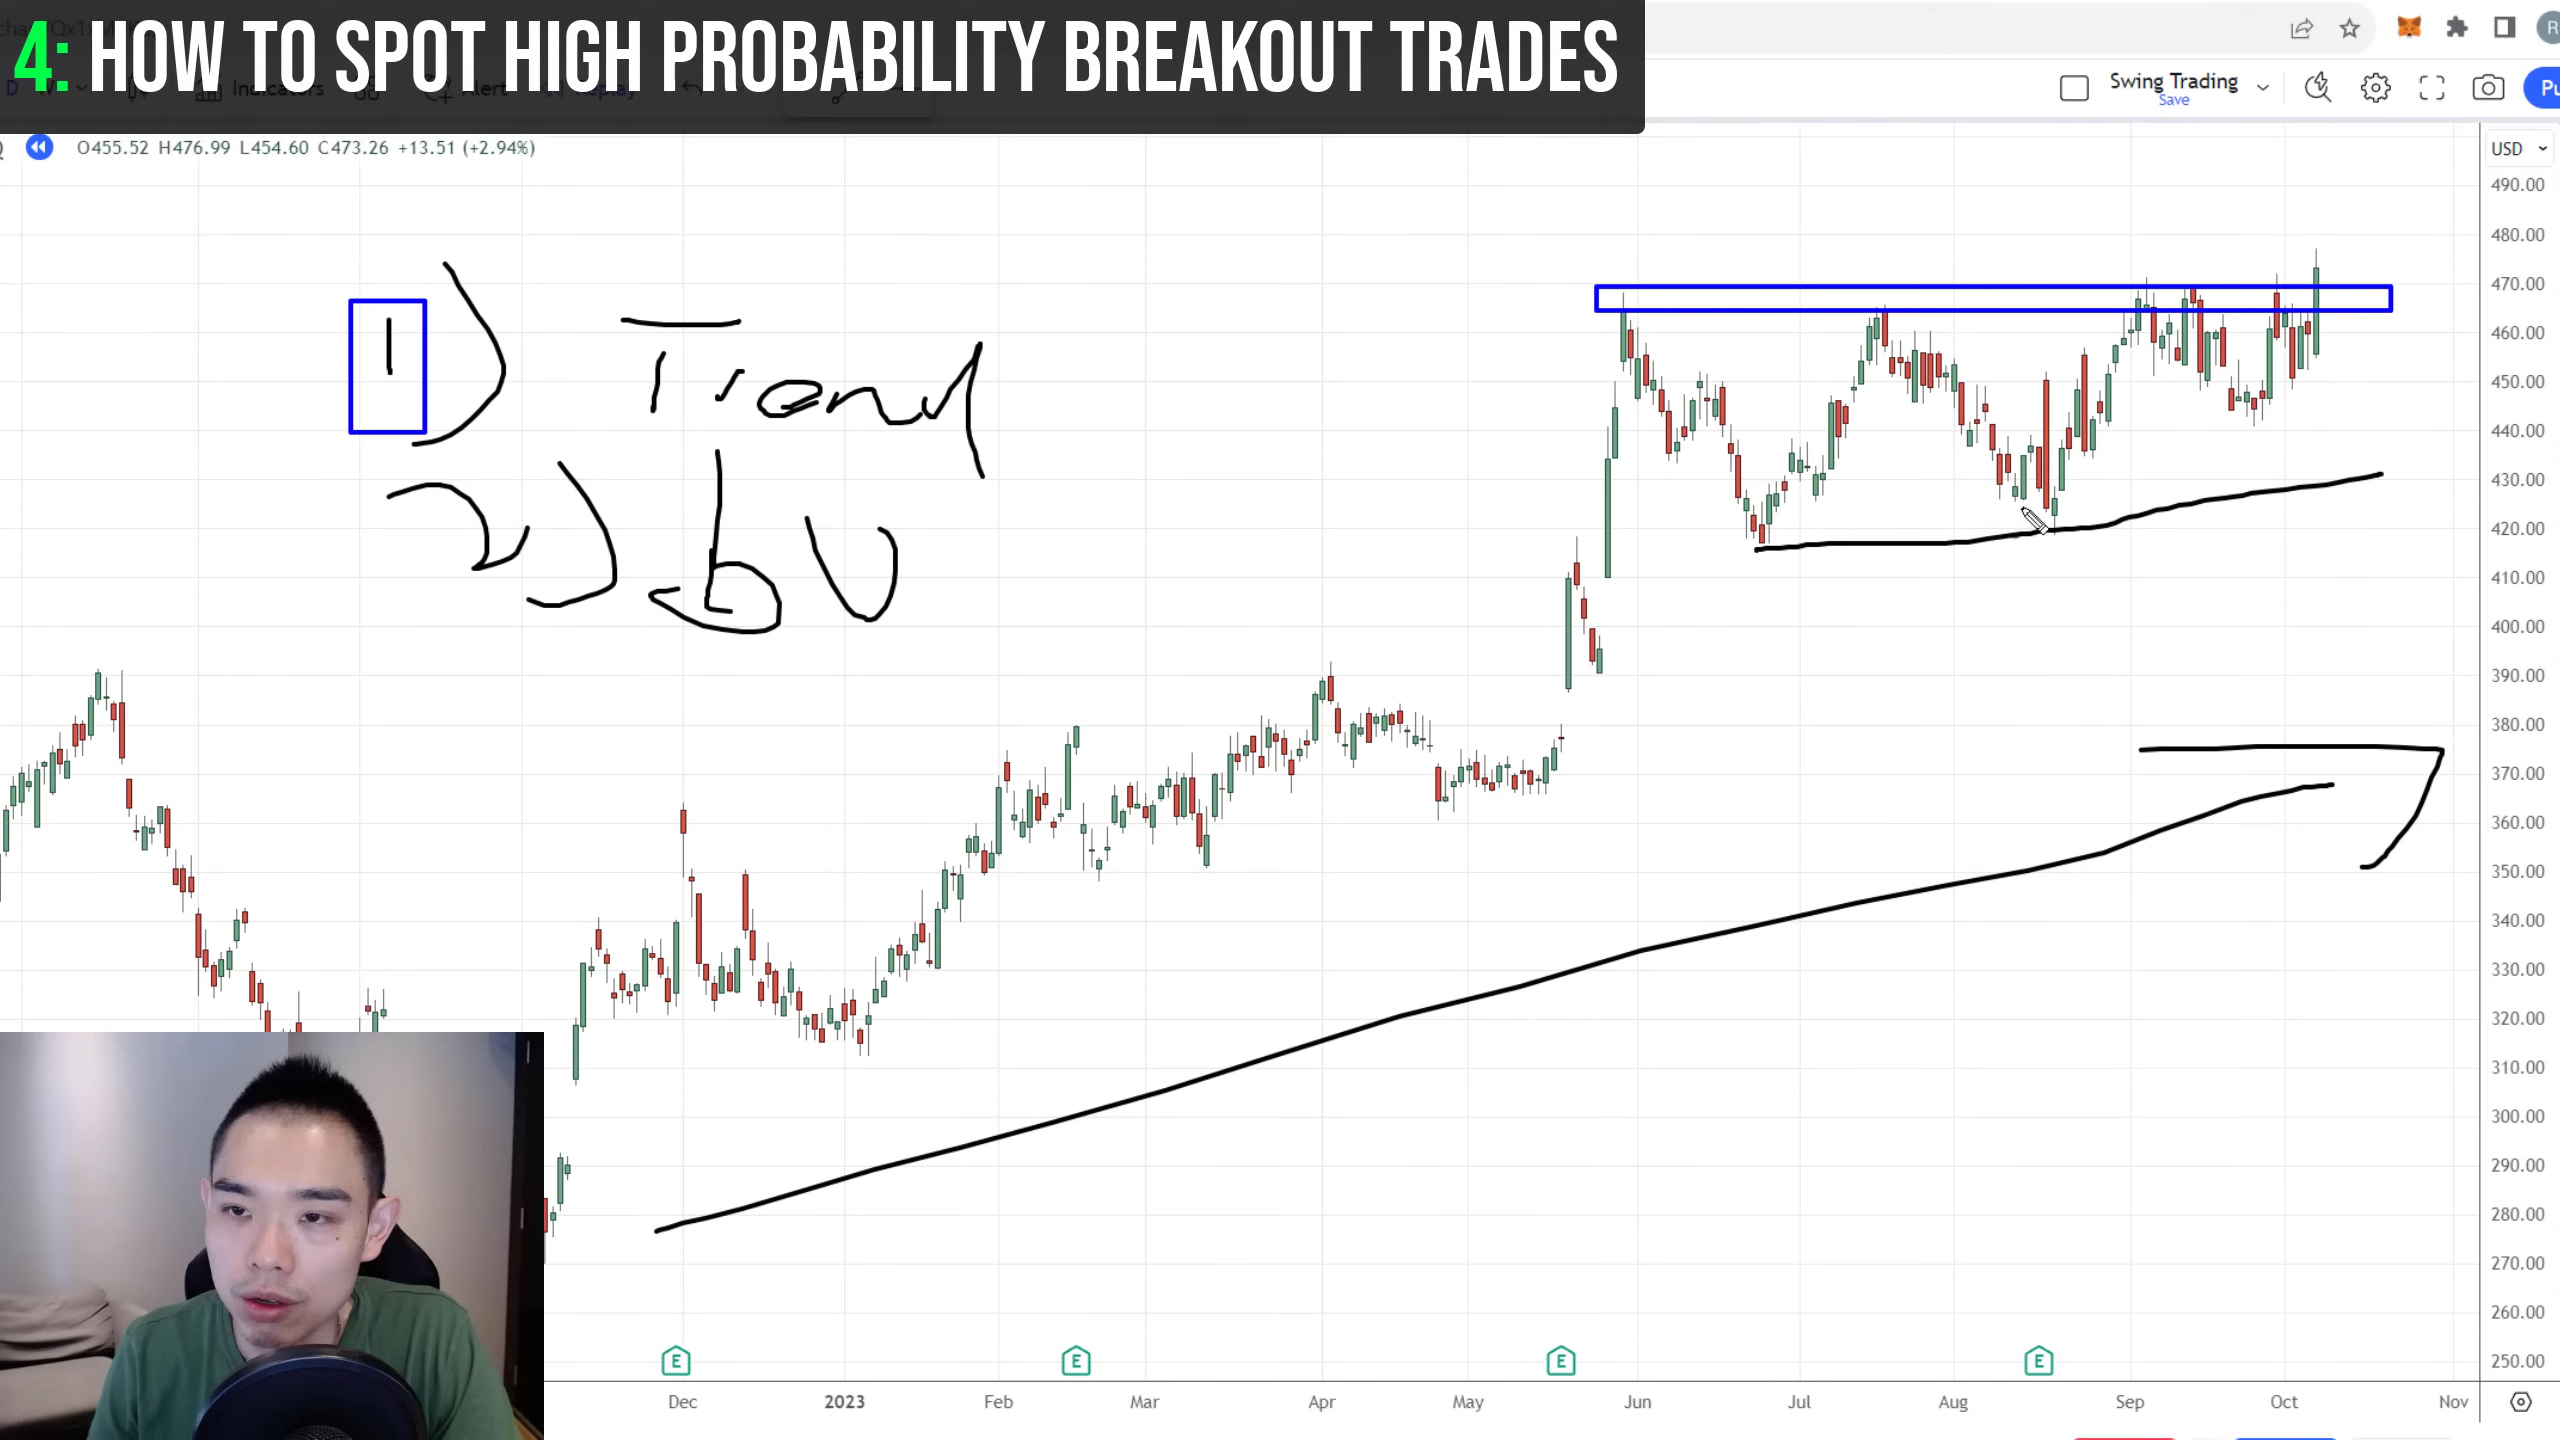 4: HOW TO SPOT HIGH PROBABILITY BREAKOUT TRADES
Indicators
Alert
Replay
Swing Trading
Save
Pu
R
O455.52 H476.99 L454.60 C473.26 +13.51 (+2.94%)
USD
490.00
480.00
470.00
460.00
450.00
440.00
430.00
420.00
410.00
400.00
390.00
380.00
370.00
360.00
350.00
340.00
330.00
320.00
310.00
300.00
290.00
280.00
270.00
260.00
250.00
1) Trend
2) bU
E E E E
Dec 2023 Feb Mar Apr May Jun Jul Aug Sep Oct Nov